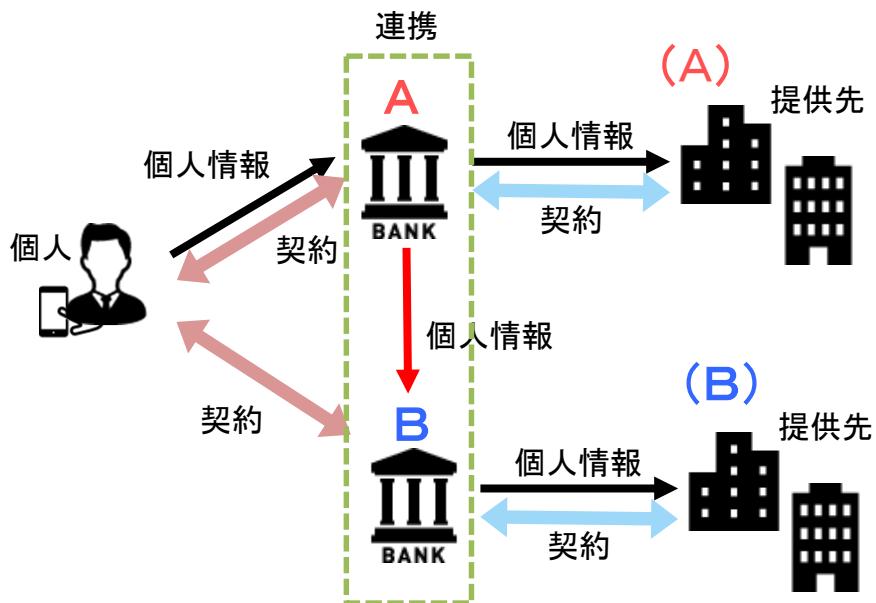 連携
A
(A)
提供先
個人情報
個人情報
BANK
契約
契約
個人
個人情報
(B)
B
提供先
契約
個人情報
BANK
契約